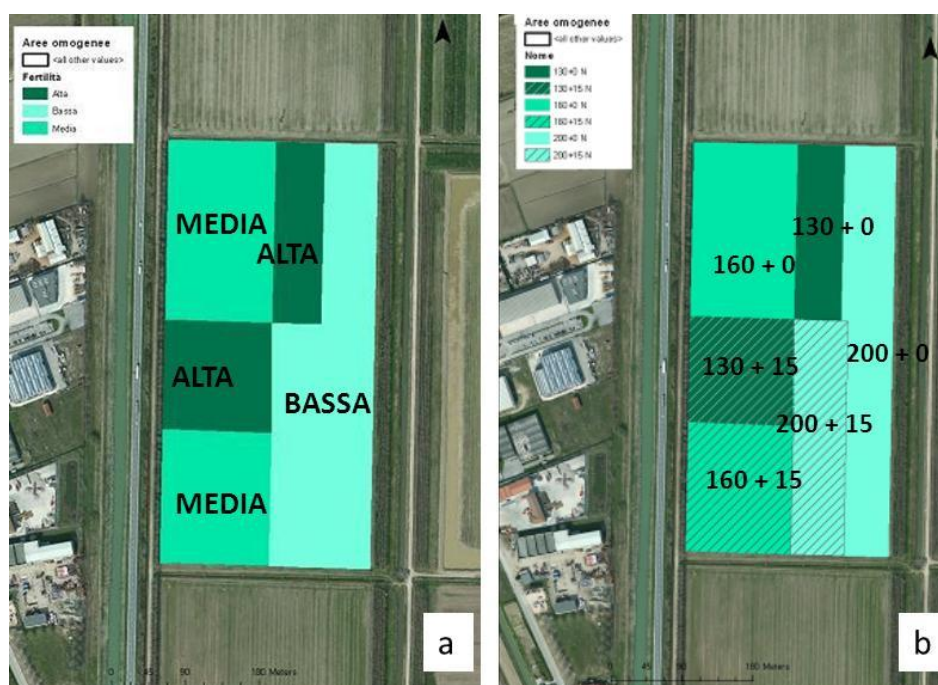 Aree omogenee
<all other values>
Fertilità
Alta
Bassa
Media
MEDIA
ALTA
ALTA
BASSA
MEDIA
0 45 90 180 Meters
a
Aree omogenee
<all other values>
Nome
130+0 N
130+15 N
160+0 N
160+15 N
200+0 N
200+15 N
130 + 0
160 + 0
200 + 0
130 + 15
200 + 15
160 + 15
0 45 90 180 Meters
b